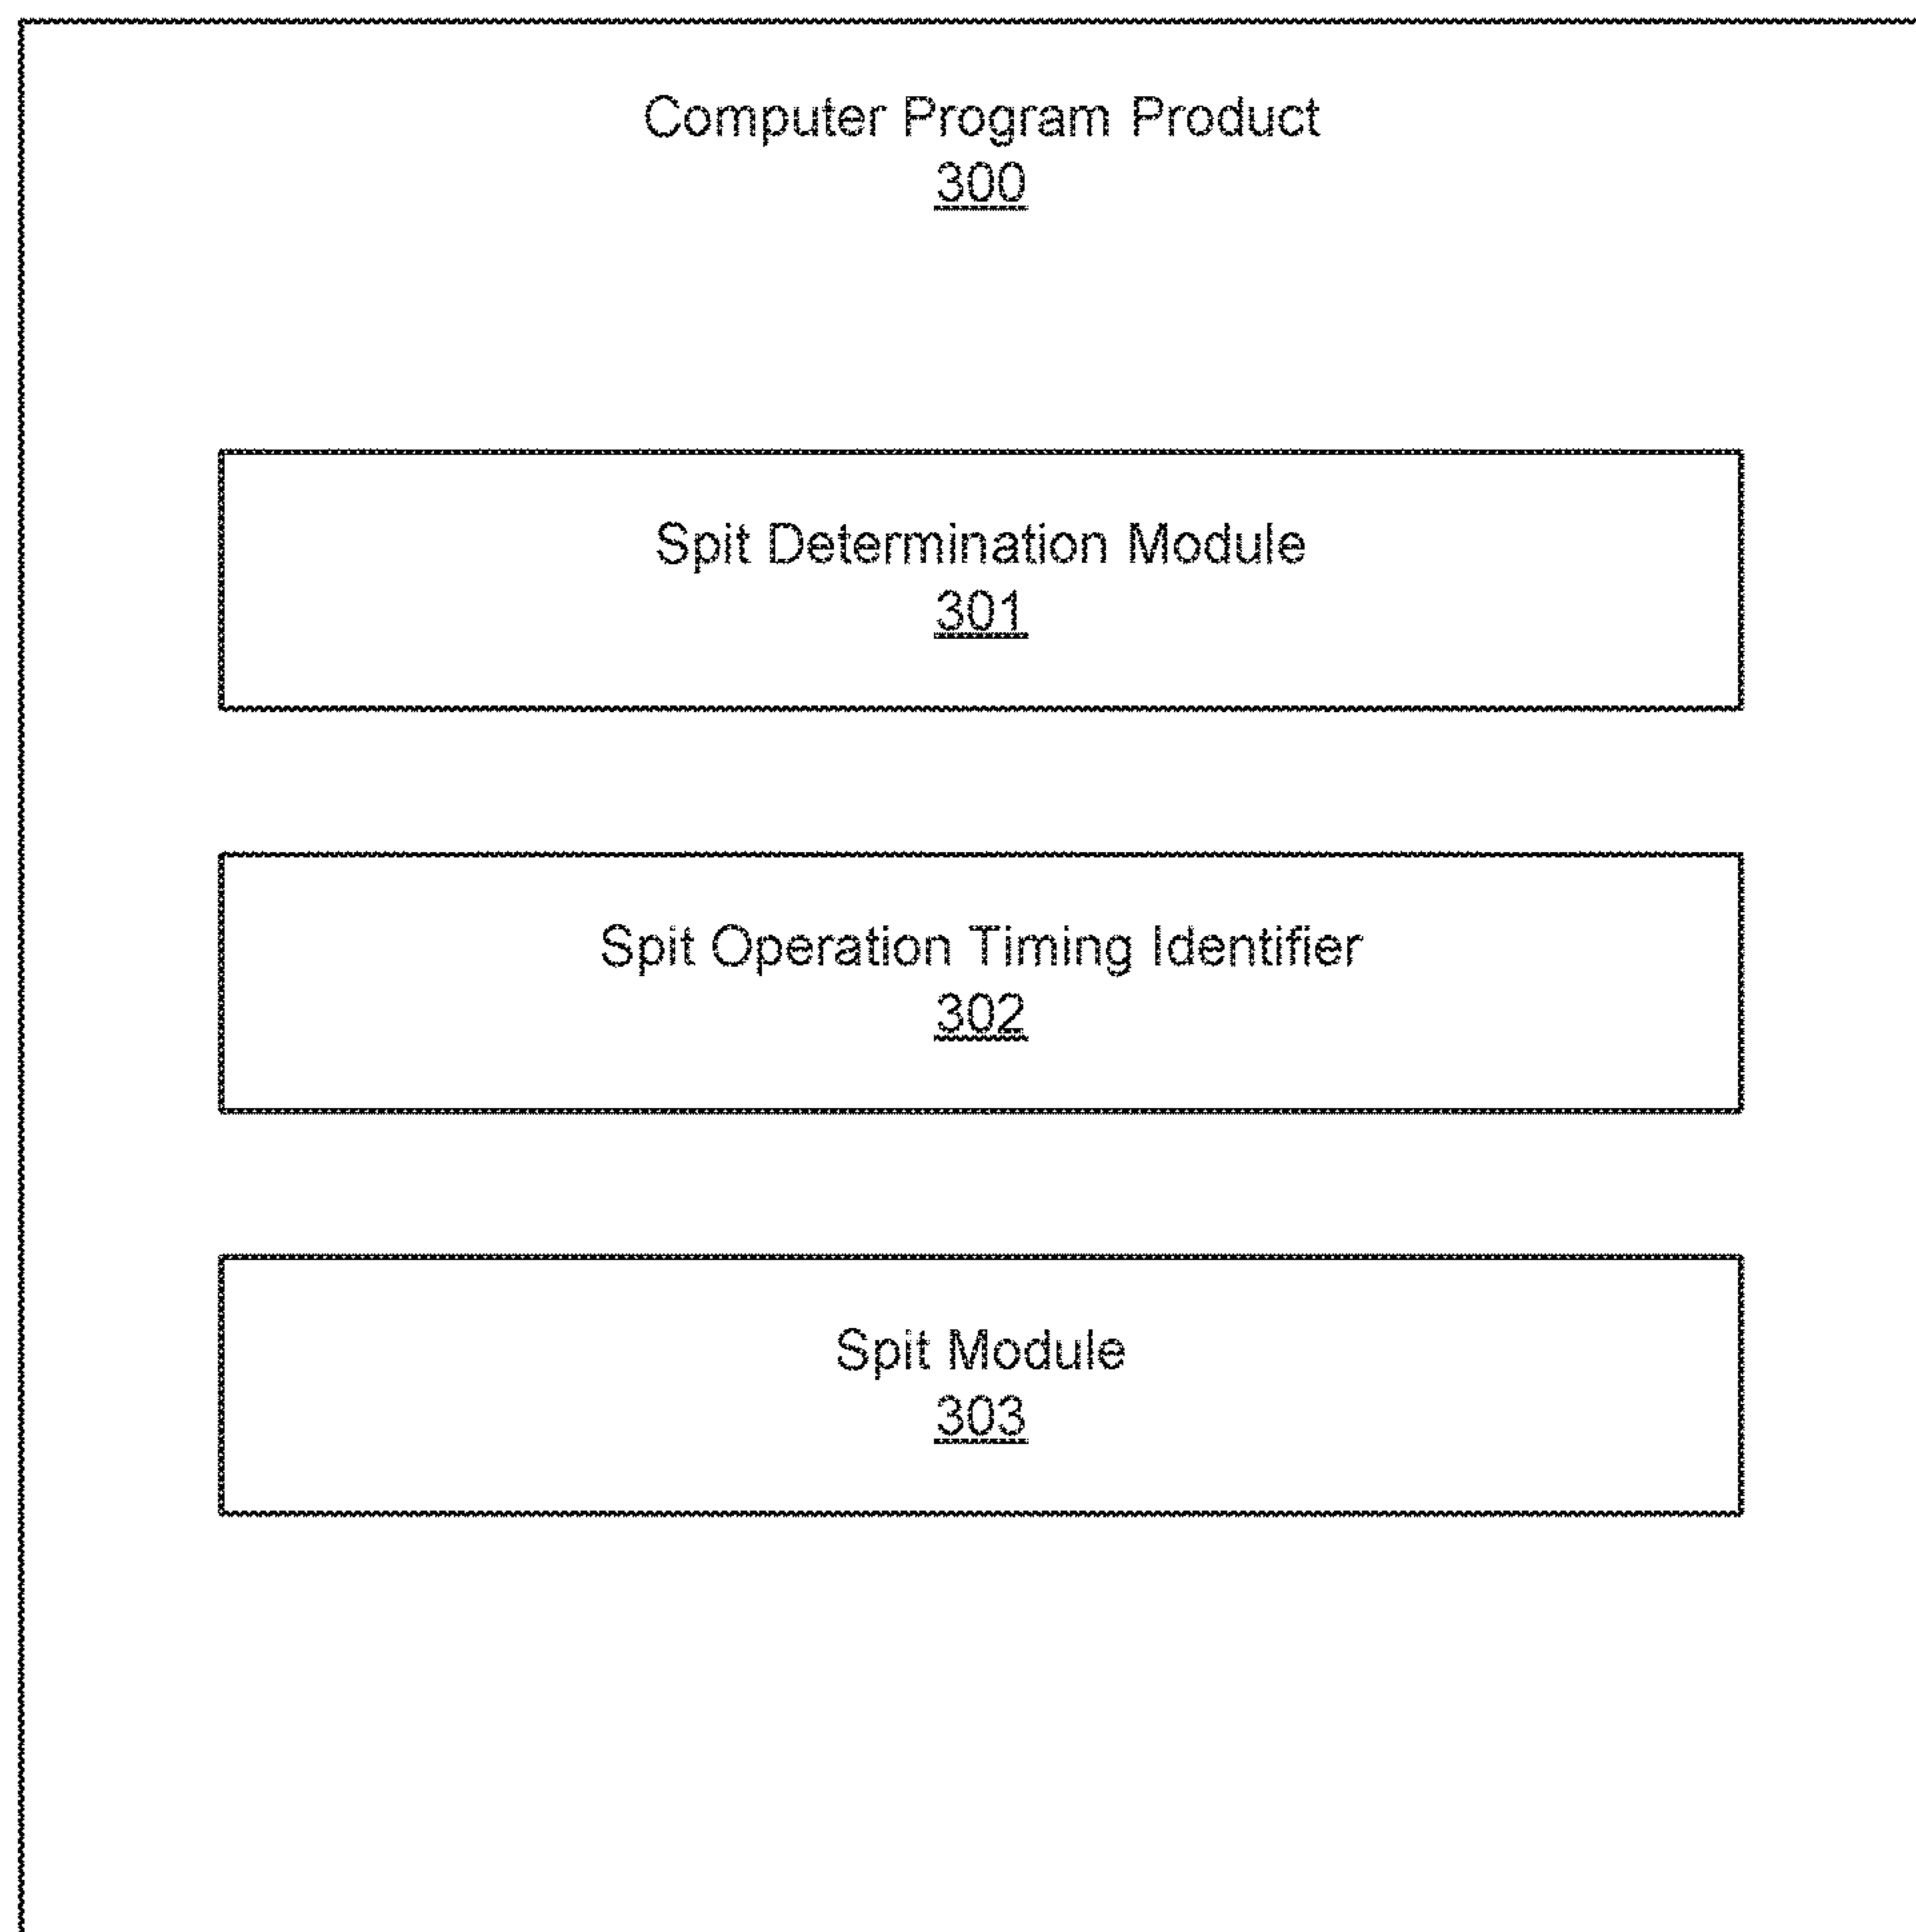 Computer Program Product
300
Spit Determination Module
301
Spit Operation Timing Identifier
302
Spit Module
303